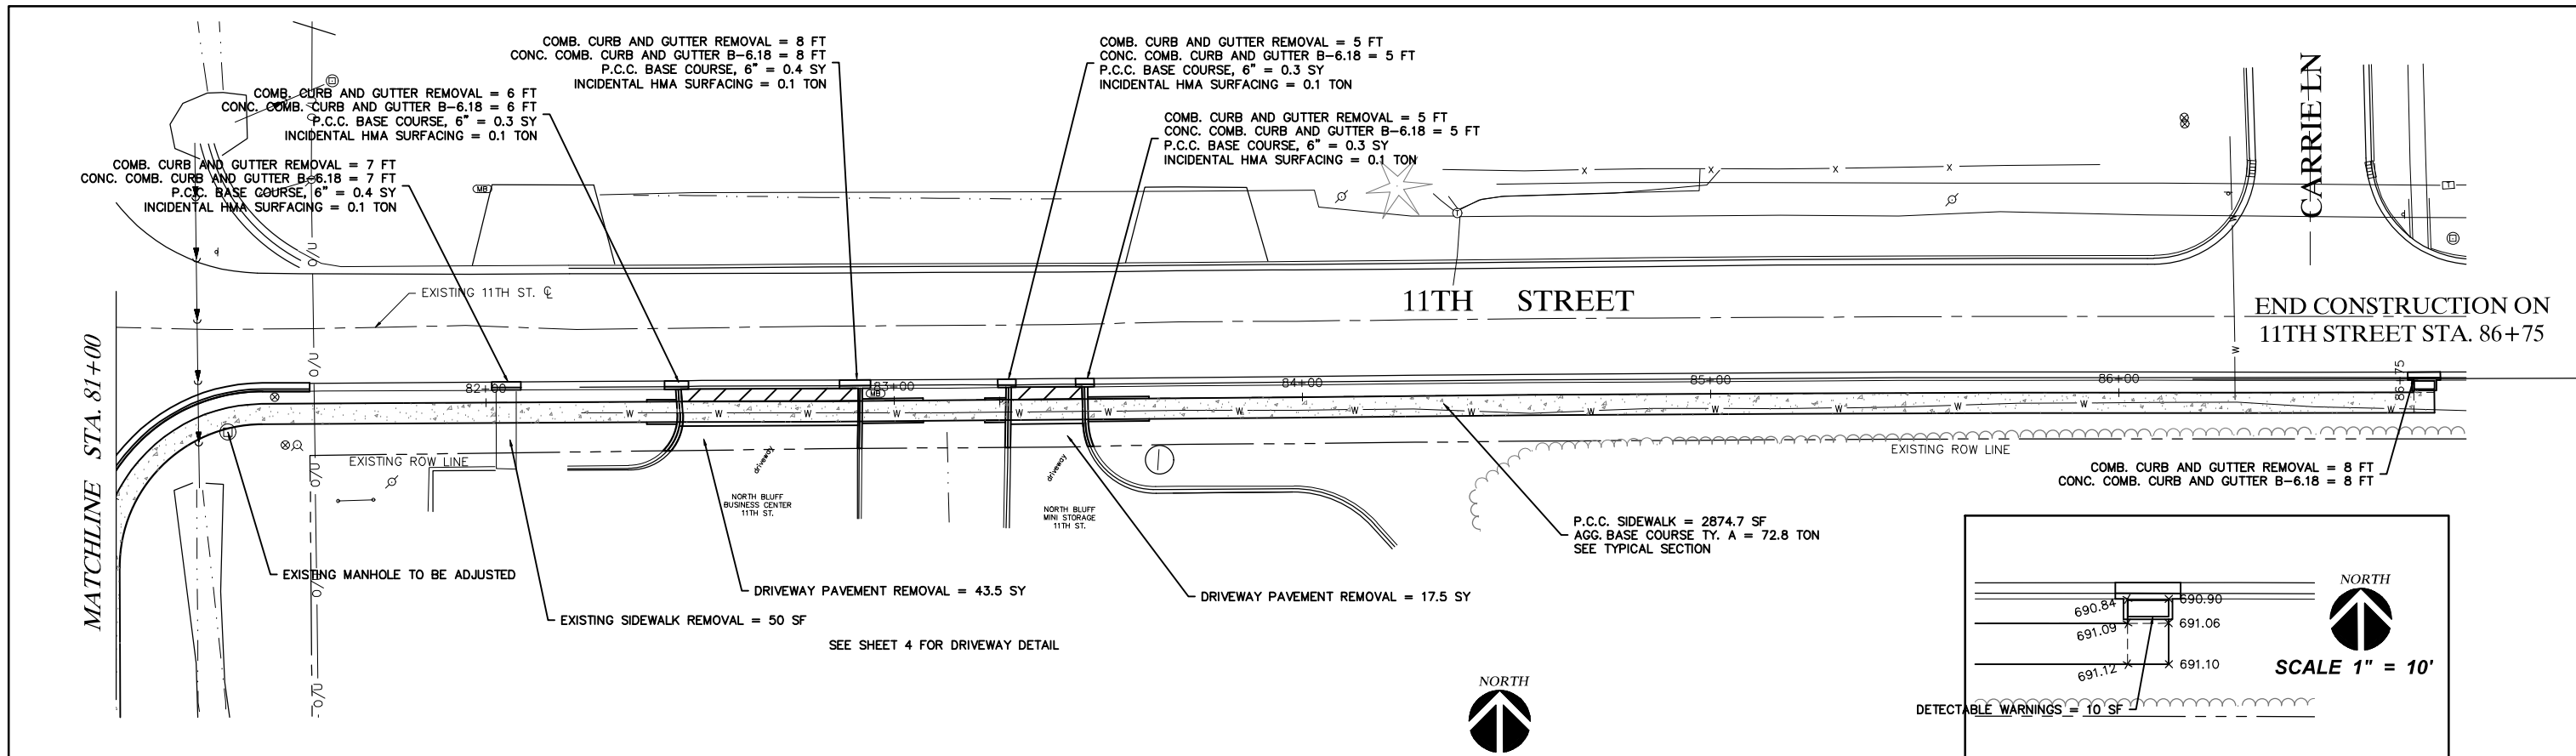 COMB. CURB AND GUTTER REMOVAL = 8 FT
CONC. COMB. CURB AND GUTTER B-6.18 = 8 FT
P.C.C. BASE COURSE, 6" = 0.4 SY
INCIDENTAL HMA SURFACING = 0.1 TON
COMB. CURB AND GUTTER REMOVAL = 5 FT
CONC. COMB. CURB AND GUTTER B-6.18 = 5 FT
P.C.C. BASE COURSE, 6" = 0.3 SY
INCIDENTAL HMA SURFACING = 0.1 TON
COMB. CURB AND GUTTER REMOVAL = 6 FT
CONC. COMB. CURB AND GUTTER B-6.18 = 6 FT
P.C.C. BASE COURSE, 6" = 0.3 SY
INCIDENTAL HMA SURFACING = 0.1 TON
COMB. CURB AND GUTTER REMOVAL = 5 FT
CONC. COMB. CURB AND GUTTER B-6.18 = 5 FT
P.C.C. BASE COURSE, 6" = 0.3 SY
INCIDENTAL HMA SURFACING = 0.1 TON
COMB. CURB AND GUTTER REMOVAL = 7 FT
CONC. COMB. CURB AND GUTTER B-6.18 = 7 FT
P.C.C. BASE COURSE, 6" = 0.4 SY
INCIDENTAL HMA SURFACING = 0.1 TON
MB
X X X X
T
T
CARRIE LN
O/U
O/U
W
EXISTING 11TH ST. ℄
11TH STREET
END CONSTRUCTION ON
11TH STREET STA. 86+75
MATCHLINE STA. 81+00
O/U
W
82+00
83+00
84+00
85+00
86+00
86+75
MB
W W W W W W W W W W W W W W W
EXISTING ROW LINE
EXISTING ROW LINE
O/U
driveway
driveway
NORTH BLUFF
BUSINESS CENTER
11TH ST.
NORTH BLUFF
MINI STORAGE
11TH ST.
COMB. CURB AND GUTTER REMOVAL = 8 FT
CONC. COMB. CURB AND GUTTER B-6.18 = 8 FT
P.C.C. SIDEWALK = 2874.7 SF
AGG. BASE COURSE TY. A = 72.8 TON
SEE TYPICAL SECTION
EXISTING MANHOLE TO BE ADJUSTED
O/U
DRIVEWAY PAVEMENT REMOVAL = 43.5 SY
DRIVEWAY PAVEMENT REMOVAL = 17.5 SY
EXISTING SIDEWALK REMOVAL = 50 SF
SEE SHEET 4 FOR DRIVEWAY DETAIL
O/U
NORTH
690.84
690.90
691.09
691.06
691.12
691.10
NORTH
SCALE 1" = 10'
DETECTABLE WARNINGS = 10 SF